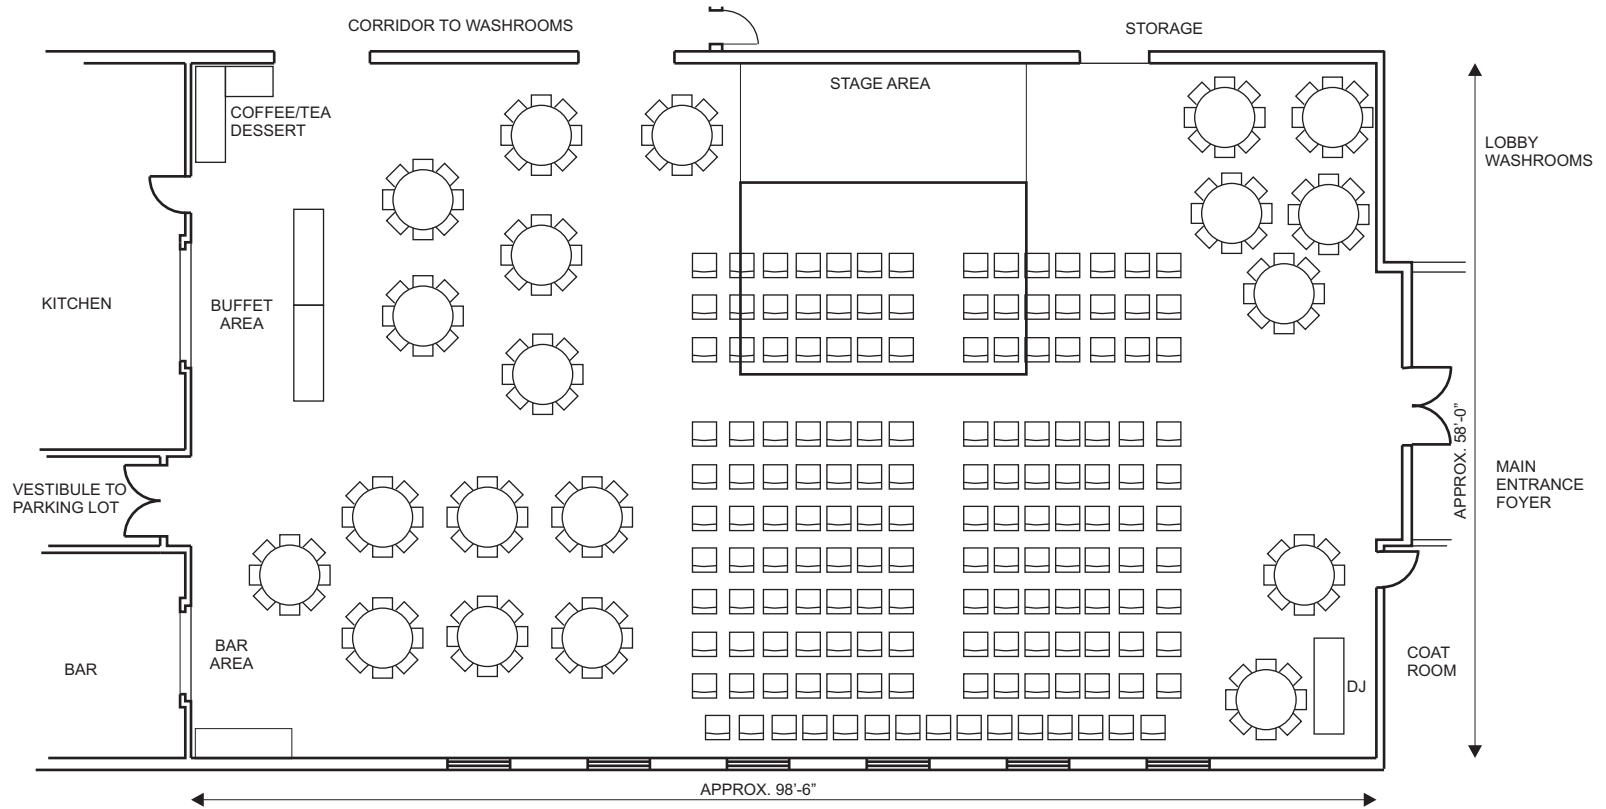 CORRIDOR TO WASHROOMS
STORAGE
STAGE AREA
COFFEE/TEA
DESSERT
LOBBY
WASHROOMS
KITCHEN
BUFFET
AREA
APPROX. 58'-0"
VESTIBULE TO
PARKING LOT
MAIN
ENTRANCE
FOYER
BAR
BAR
AREA
DJ
COAT
ROOM
APPROX. 98'-6"